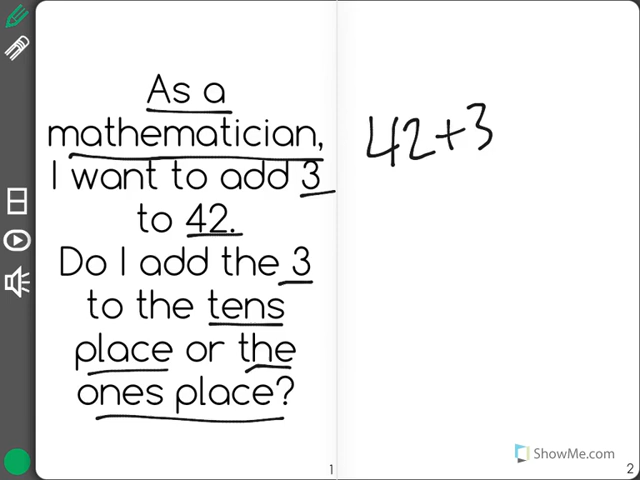 As a
mathematician,
I want to add 3
to 42.
Do I add the 3
to the tens
place or the
ones place?
1
42+3
ShowMe.com
2